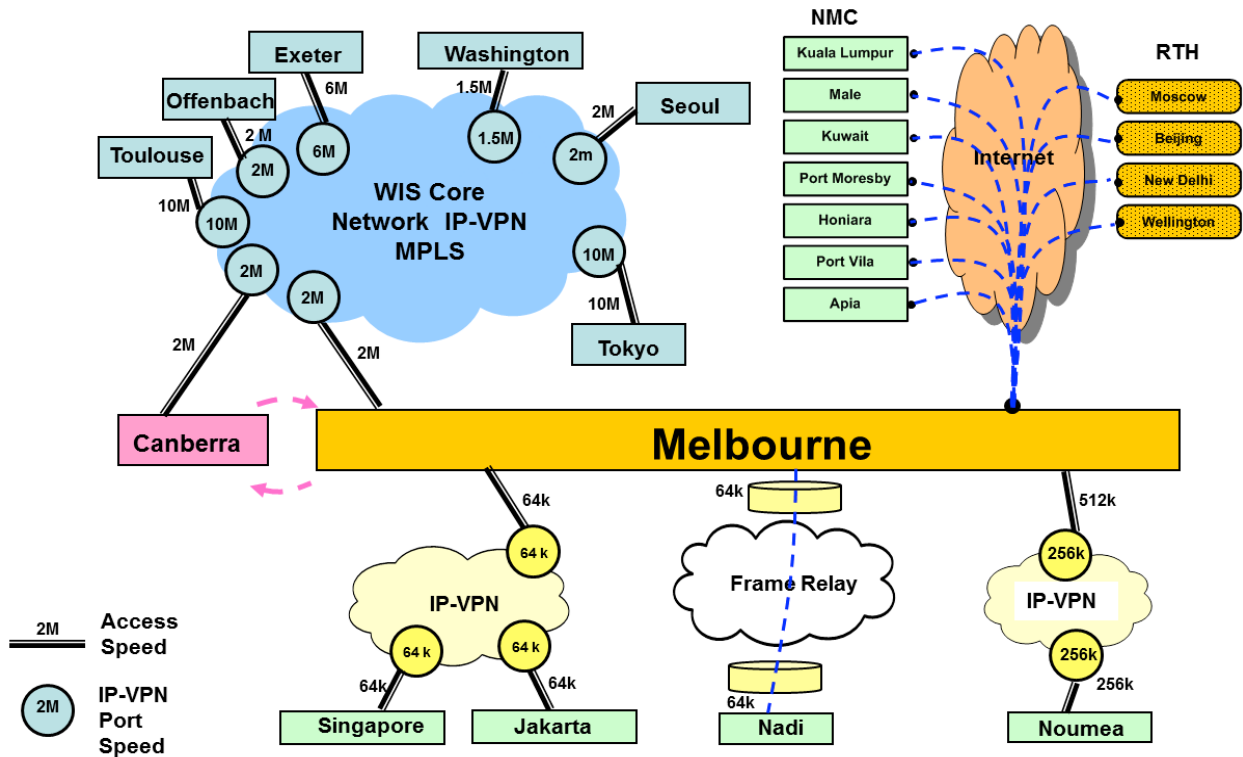 NMC
Exeter
Washington
Kuala Lumpur
RTH
6M
1.5M
Offenbach
Male
Moscow
Seoul
2M
2 M
1.5M
Kuwait
Beijing
Toulouse
6M
2m
Internet
2M
Port Moresby
New Delhi
WIS Core
Network IP-VPN
MPLS
10M
10M
Honiara
Wellington
10M
Port Vila
2M
2M
10M
Apia
2M
2M
Tokyo
Canberra
Melbourne
64k
64k
512k
64 k
256k
Frame Relay
IP-VPN
IP-VPN
2M
Access
Speed
64 k
64 k
256k
64k
64k
64k
256k
2M
IP-VPN
Port
Speed
Singapore
Jakarta
Nadi
Noumea